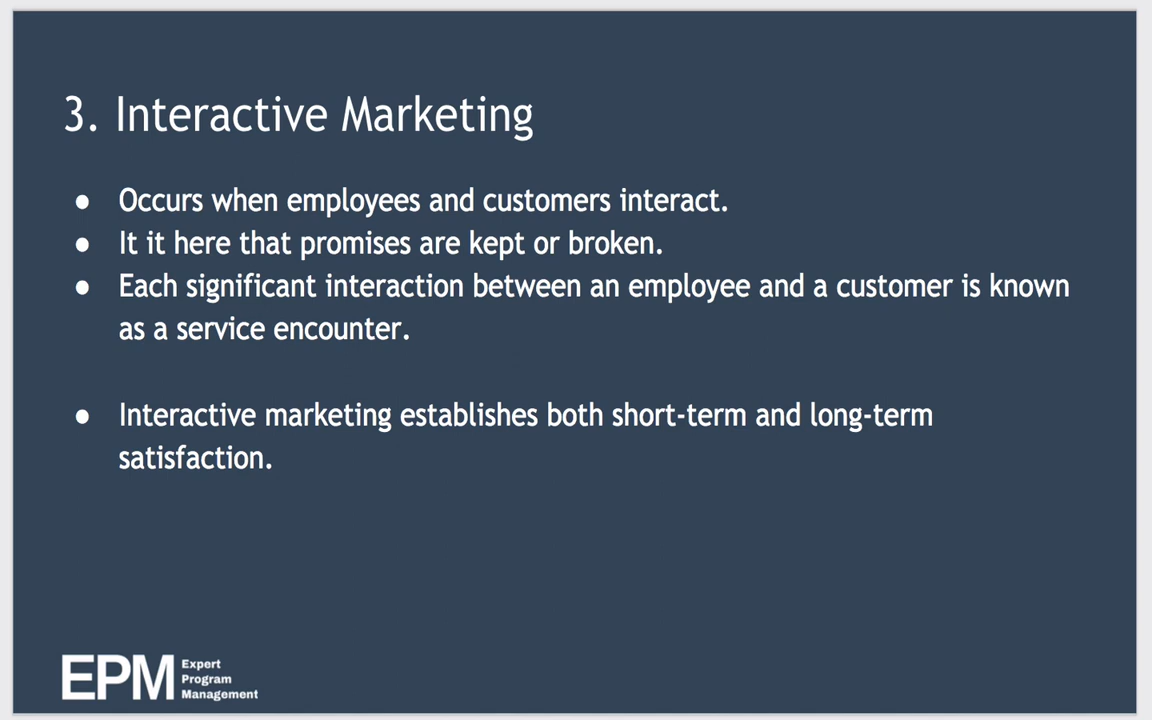 3. Interactive Marketing
● Occurs when employees and customers interact.
● It it here that promises are kept or broken.
● Each significant interaction between an employee and a customer is known
as a service encounter.
● Interactive marketing establishes both short-term and long-term
satisfaction.
EPM
Expert
Program
Management